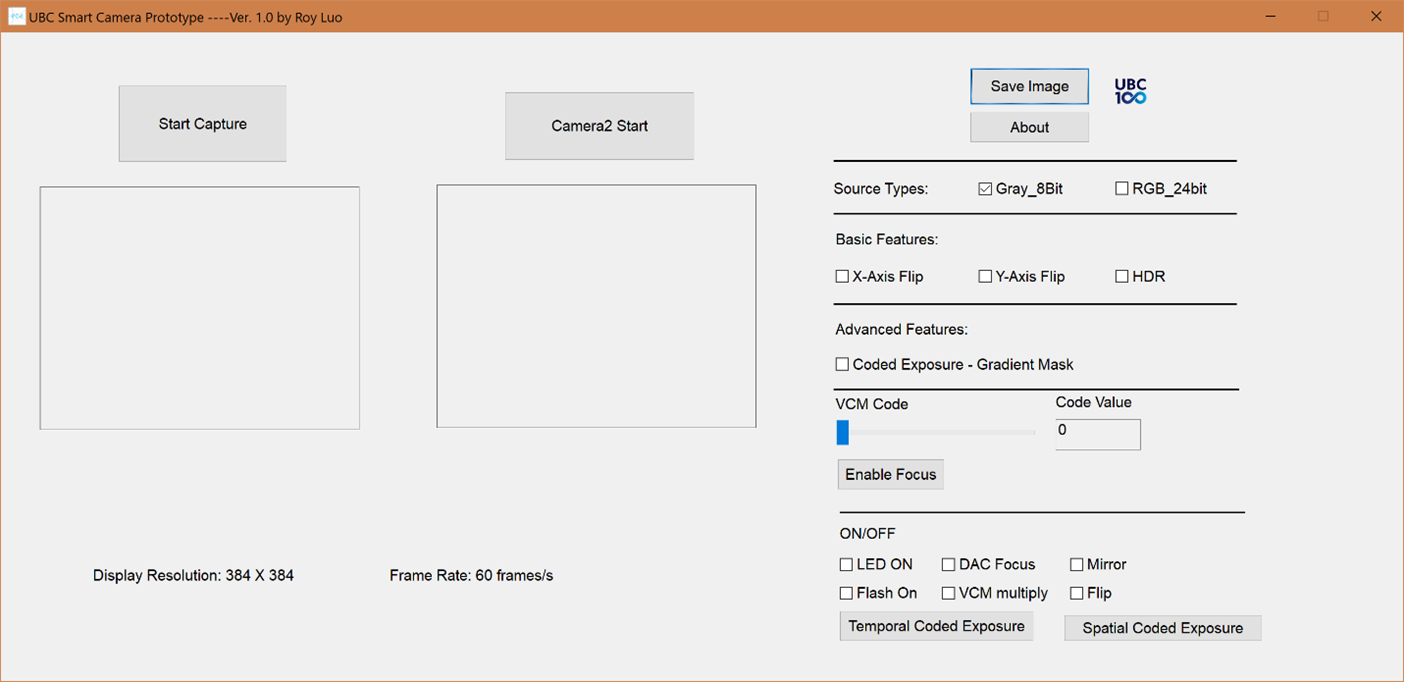 UBC Smart Camera Prototype ----Ver. 1.0 by Roy Luo
Start Capture
Camera2 Start
Save Image
UBC
100
About
Source Types: Gray_8Bit RGB_24bit
Basic Features:
X-Axis Flip Y-Axis Flip HDR
Advanced Features:
Coded Exposure - Gradient Mask
VCM Code Code Value
0
Enable Focus
ON/OFF
LED ON DAC Focus Mirror
Flash On VCM multiply Flip
Temporal Coded Exposure Spatial Coded Exposure
Display Resolution: 384 X 384 Frame Rate: 60 frames/s